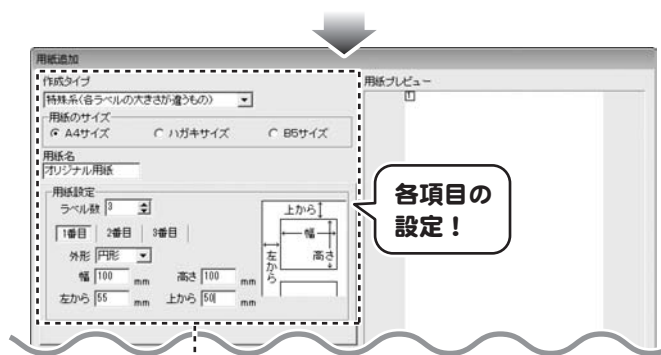 用紙追加
作成タイプ
特殊系(各ラベルの大きさが違うもの)
用紙のサイズ
A4サイズ ハガキサイズ B5サイズ
用紙名
オリジナル用紙
用紙設定
ラベル数 3
1番目 2番目 3番目
外形 円形
幅 100 mm 高さ 100 mm
左から 55 mm 上から 50 mm
上から
幅
高さ
左から
用紙プレビュー
1
各項目の
設定！